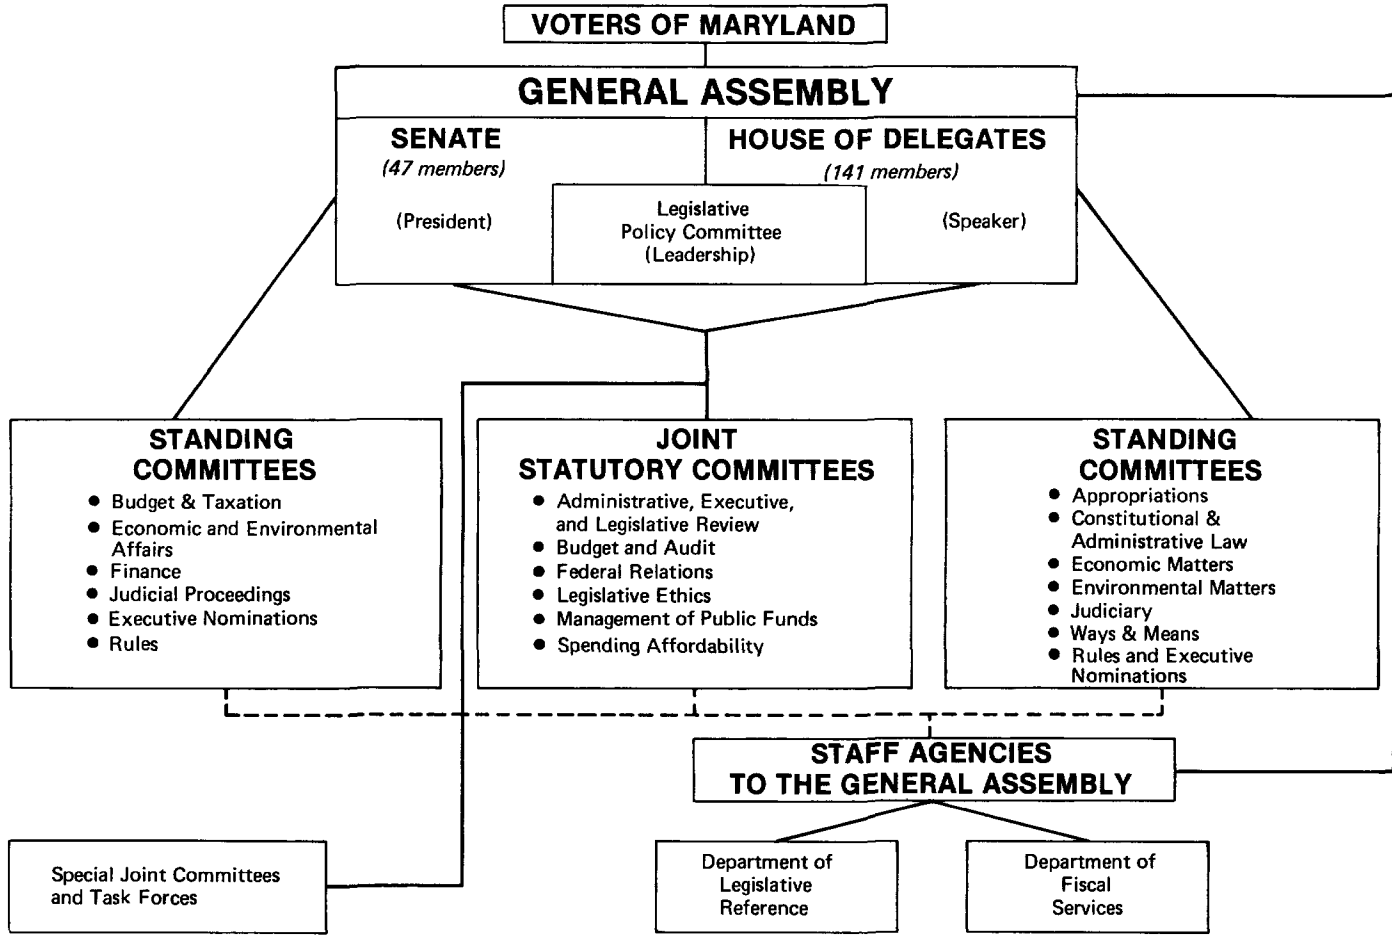 VOTERS OF MARYLAND
GENERAL ASSEMBLY
SENATE
(47 members)
(President)
HOUSE OF DELEGATES
(141 members)
(Speaker)
Legislative
Policy Committee
(Leadership)
STANDING
COMMITTEES
● Budget & Taxation
● Economic and Environmental
Affairs
● Finance
● Judicial Proceedings
● Executive Nominations
● Rules
JOINT
STATUTORY COMMITTEES
● Administrative, Executive,
and Legislative Review
● Budget and Audit
● Federal Relations
● Legislative Ethics
● Management of Public Funds
● Spending Affordability
STANDING
COMMITTEES
● Appropriations
● Constitutional &
Administrative Law
● Economic Matters
● Environmental Matters
● Judiciary
● Ways & Means
● Rules and Executive
Nominations
STAFF AGENCIES
TO THE GENERAL ASSEMBLY
Special Joint Committees
and Task Forces
Department of
Legislative
Reference
Department of
Fiscal
Services